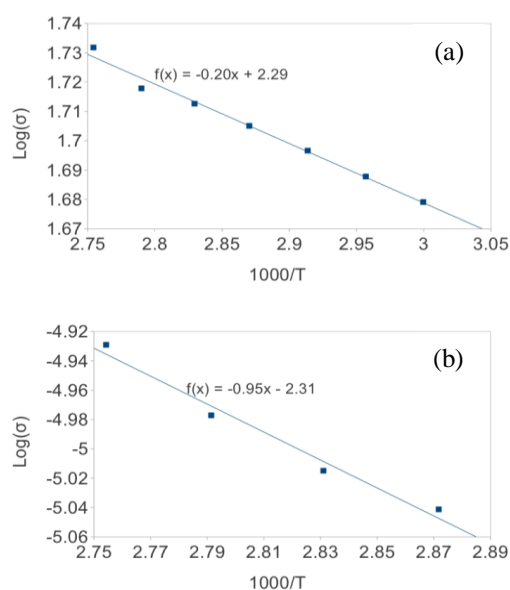 1.74
1.73
1.72
1.71
1.7
1.69
1.68
1.67
Log(σ)
(a)
f(x) = -0.20x + 2.29
2.75 2.8 2.85 2.9 2.95 3 3.05
1000/T
-4.92
-4.94
-4.96
-4.98
-5
-5.02
-5.04
-5.06
Log(σ)
(b)
f(x) = -0.95x - 2.31
2.75 2.77 2.79 2.81 2.83 2.85 2.87 2.89
1000/T